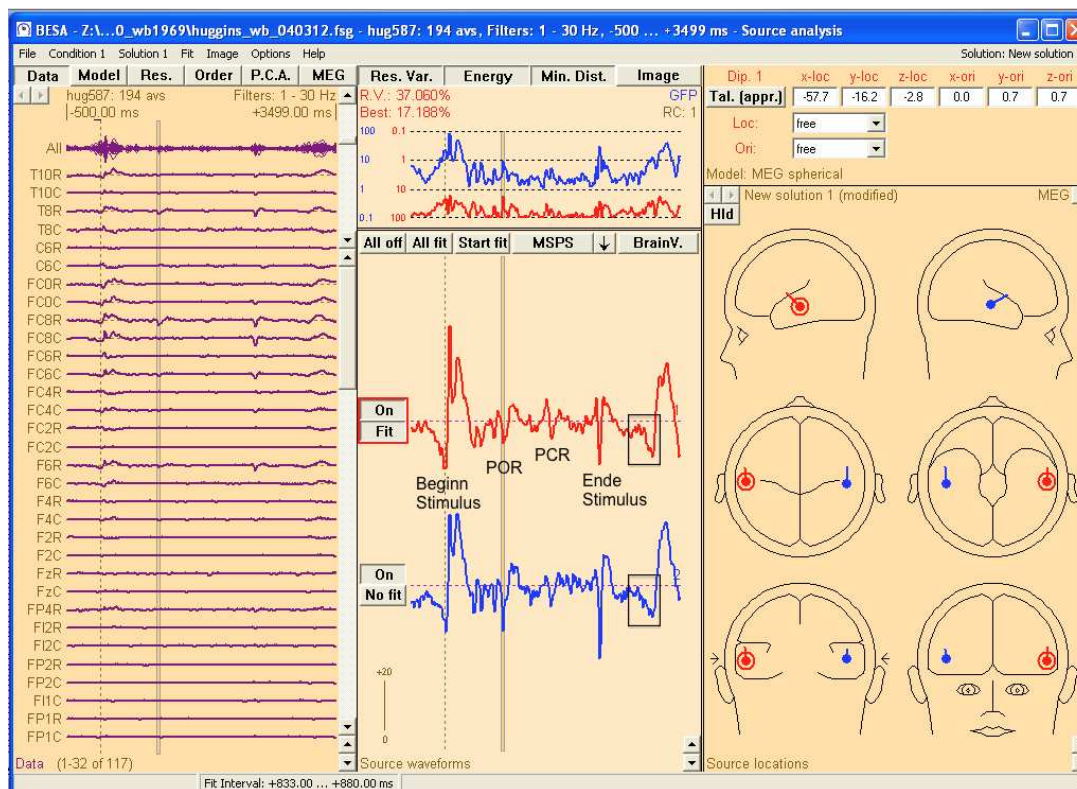 BESA - Z:\...0_wb1969\huggins_wb_040312.fsg - hug587: 194 avs, Filters: 1 - 30 Hz, -500 ... +3499 ms - Source analysis
File Condition 1 Solution 1 Fit Image Options Help Solution: New solution
Data Model Res. Order P.C.A. MEG
hug587: 194 avs Filters: 1 - 30 Hz
-500.00 ms +3499.00 ms
All
T10R
T10C
T8R
T8C
C6R
C6C
FC0R
FC0C
FC8R
FC8C
FC6R
FC6C
FC4R
FC4C
FC2R
FC2C
F6R
F6C
F4R
F4C
F2R
F2C
FzR
FzC
FP4R
FI2R
FI2C
FP2R
FP2C
FI1C
FP1R
FP1C
Data (1-32 of 117)
Res. Var. Energy Min. Dist. Image
R.V.: 37.060% GFP
Best: 17.188% RC: 1
100 0.1
10 1
1 10
0.1 100
All off All fit Start fit MSPS BrainV.
On
Fit
1
Beginn
Stimulus
POR
PCR
Ende
Stimulus
On
No fit
2
+20
0
Source waveforms
Dip. 1 x-loc y-loc z-loc x-ori y-ori z-ori
Tal. (appr.) -57.7 -16.2 -2.8 0.0 0.7 0.7
Loc: free
Ori: free
Model: MEG spherical
New solution 1 (modified) MEG
Hld
Source locations
Fit Interval: +833.00 ... +880.00 ms